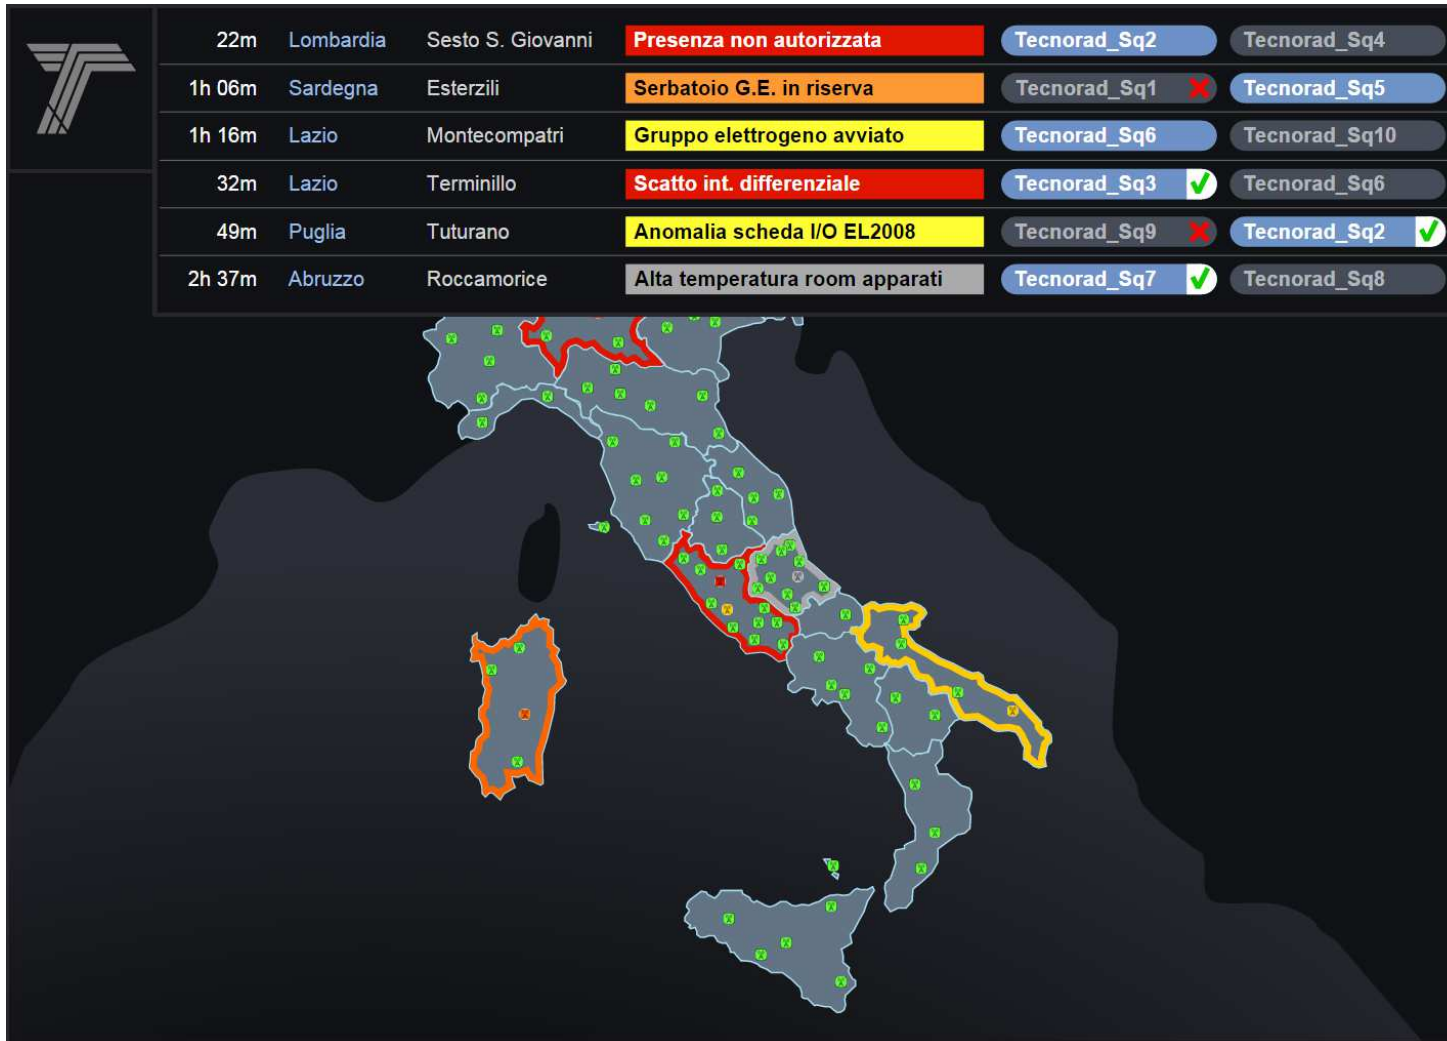 22m Lombardia Sesto S. Giovanni Presenza non autorizzata Tecnorad_Sq2 Tecnorad_Sq4
1h 06m Sardegna Esterzili Serbatoio G.E. in riserva Tecnorad_Sq1 Tecnorad_Sq5
1h 16m Lazio Montecompatri Gruppo elettrogeno avviato Tecnorad_Sq6 Tecnorad_Sq10
32m Lazio Terminillo Scatto int. differenziale Tecnorad_Sq3 Tecnorad_Sq6
49m Puglia Tuturano Anomalia scheda I/O EL2008 Tecnorad_Sq9 Tecnorad_Sq2
2h 37m Abruzzo Roccamorice Alta temperatura room apparati Tecnorad_Sq7 Tecnorad_Sq8